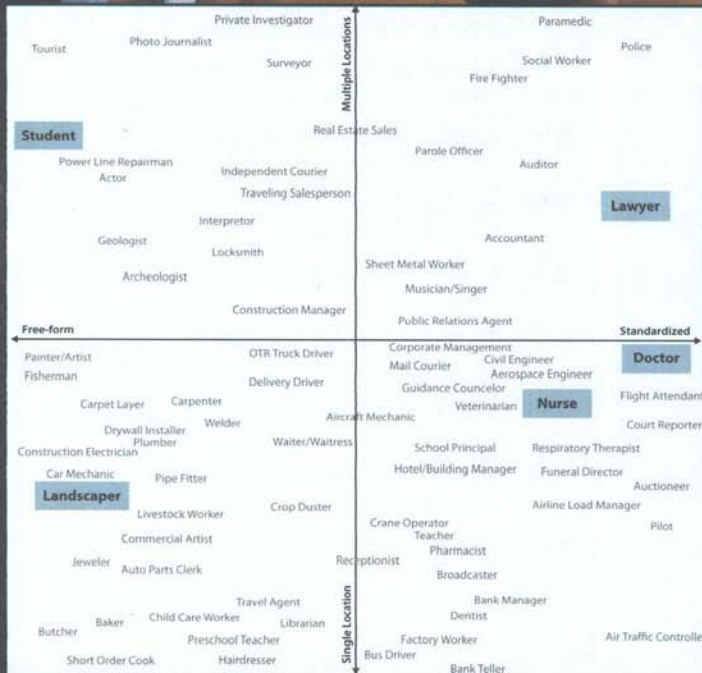 Private Investigator
Paramedic
Tourist
Photo Journalist
Police
Surveyor
Social Worker
Fire Fighter
Multiple Locations
Student
Real Estate Sales
Power Line Repairman
Independent Courier
Parole Officer
Auditor
Actor
Traveling Salesperson
Lawyer
Interpretor
Geologist
Locksmith
Accountant
Archeologist
Sheet Metal Worker
Musician/Singer
Construction Manager
Public Relations Agent
Free-form
Standardized
Painter/Artist
OTR Truck Driver
Corporate Management
Mail Courier
Civil Engineer
Doctor
Fisherman
Delivery Driver
Aerospace Engineer
Guidance Councelor
Flight Attendant
Carpet Layer
Carpenter
Veterinarian
Nurse
Drywall Installer
Welder
Aircraft Mechanic
Court Reporter
Plumber
Waiter/Waitress
Construction Electrician
School Principal
Respiratory Therapist
Car Mechanic
Pipe Fitter
Hotel/Building Manager
Funeral Director
Auctioneer
Landscaper
Livestock Worker
Crop Duster
Airline Load Manager
Crane Operator
Teacher
Pilot
Commercial Artist
Pharmacist
Jeweler
Auto Parts Clerk
Receptionist
Broadcaster
Travel Agent
Bank Manager
Baker
Child Care Worker
Librarian
Dentist
Butcher
Preschool Teacher
Single Location
Factory Worker
Air Traffic Controlle
Short Order Cook
Hairdresser
Bus Driver
Bank Teller